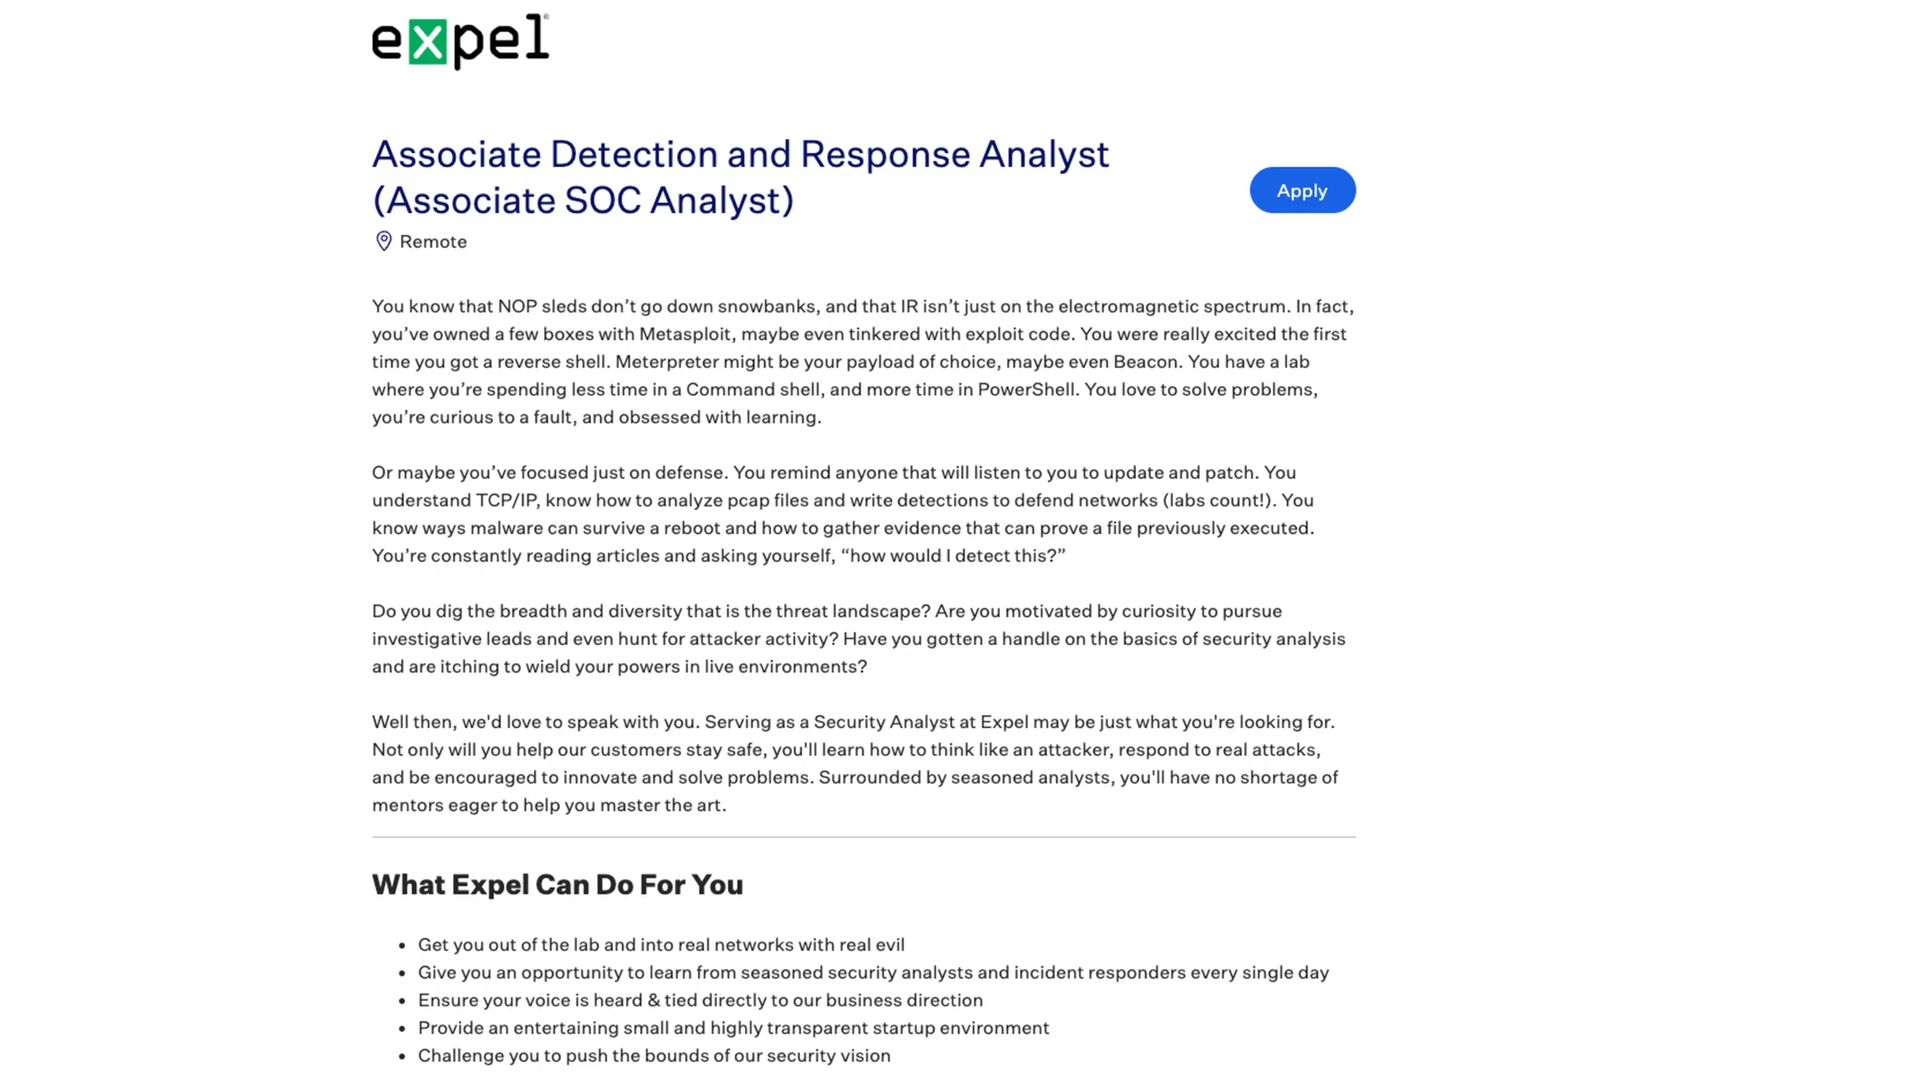 expel®
Associate Detection and Response Analyst
(Associate SOC Analyst)
Apply
Remote
You know that NOP sleds don’t go down snowbanks, and that IR isn’t just on the electromagnetic spectrum. In fact,
you’ve owned a few boxes with Metasploit, maybe even tinkered with exploit code. You were really excited the first
time you got a reverse shell. Meterpreter might be your payload of choice, maybe even Beacon. You have a lab
where you’re spending less time in a Command shell, and more time in PowerShell. You love to solve problems,
you’re curious to a fault, and obsessed with learning.
Or maybe you’ve focused just on defense. You remind anyone that will listen to you to update and patch. You
understand TCP/IP, know how to analyze pcap files and write detections to defend networks (labs count!). You
know ways malware can survive a reboot and how to gather evidence that can prove a file previously executed.
You’re constantly reading articles and asking yourself, “how would I detect this?”
Do you dig the breadth and diversity that is the threat landscape? Are you motivated by curiosity to pursue
investigative leads and even hunt for attacker activity? Have you gotten a handle on the basics of security analysis
and are itching to wield your powers in live environments?
Well then, we'd love to speak with you. Serving as a Security Analyst at Expel may be just what you're looking for.
Not only will you help our customers stay safe, you'll learn how to think like an attacker, respond to real attacks,
and be encouraged to innovate and solve problems. Surrounded by seasoned analysts, you'll have no shortage of
mentors eager to help you master the art.
What Expel Can Do For You
• Get you out of the lab and into real networks with real evil
• Give you an opportunity to learn from seasoned security analysts and incident responders every single day
• Ensure your voice is heard & tied directly to our business direction
• Provide an entertaining small and highly transparent startup environment
• Challenge you to push the bounds of our security vision